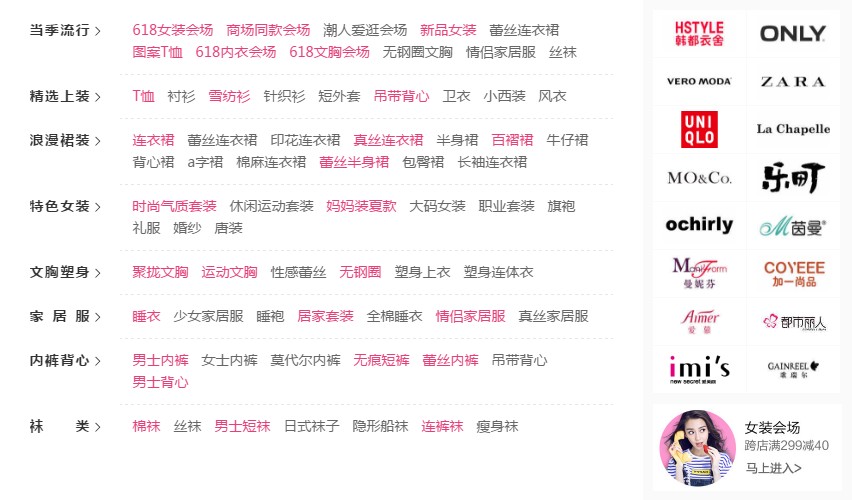 当季流行 > 618女装会场 商场同款会场 潮人爱逛会场 新品女装 蕾丝连衣裙
图案T恤 618内衣会场 618文胸会场 无钢圈文胸 情侣家居服 丝袜
精选上装 > T恤 衬衫 雪纺衫 针织衫 短外套 吊带背心 卫衣 小西装 风衣
浪漫裙装 > 连衣裙 蕾丝连衣裙 印花连衣裙 真丝连衣裙 半身裙 百褶裙 牛仔裙
背心裙 a字裙 棉麻连衣裙 蕾丝半身裙 包臀裙 长袖连衣裙
特色女装 > 时尚气质套装 休闲运动套装 妈妈装夏款 大码女装 职业套装 旗袍
礼服 婚纱 唐装
文胸塑身 > 聚拢文胸 运动文胸 性感蕾丝 无钢圈 塑身上衣 塑身连体衣
家居服 > 睡衣 少女家居服 睡袍 居家套装 全棉睡衣 情侣家居服 真丝家居服
内裤背心 > 男士内裤 女士内裤 莫代尔内裤 无痕短裤 蕾丝内裤 吊带背心
男士背心
袜类 > 棉袜 丝袜 男士短袜 日式袜子 隐形船袜 连裤袜 瘦身袜
HSTYLE
韩都衣舍
ONLY
VERO MODA
ZARA
UNI
QLO
La Chapelle
MO&Co.
乐町
ochirly
茵曼
ManiForm
曼妮芬
COYEEE
加一尚品
Aimer
爱慕
都市丽人
imi's
new secret 爱美丽
GAINREEL
歌瑞尔
女装会场
跨店满299减40
马上进入>